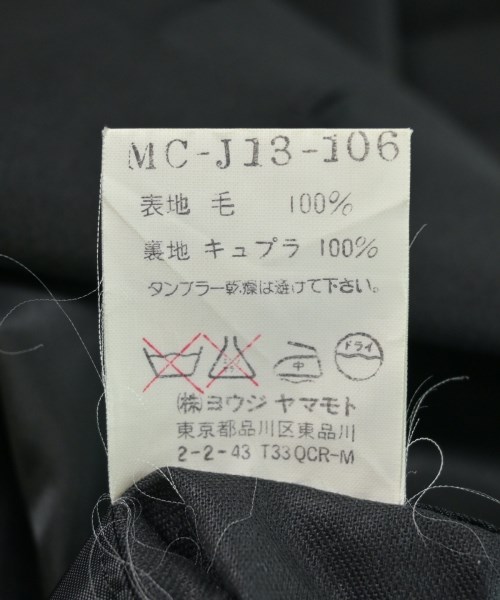 MC-J13-106
表地 毛 100%
裏地 キュプラ 100%
タンブラー乾燥は避けて下さい。
中 ドライ
㈱ヨウジヤマモト
東京都品川区東品川
2-2-43 T33QCR-M